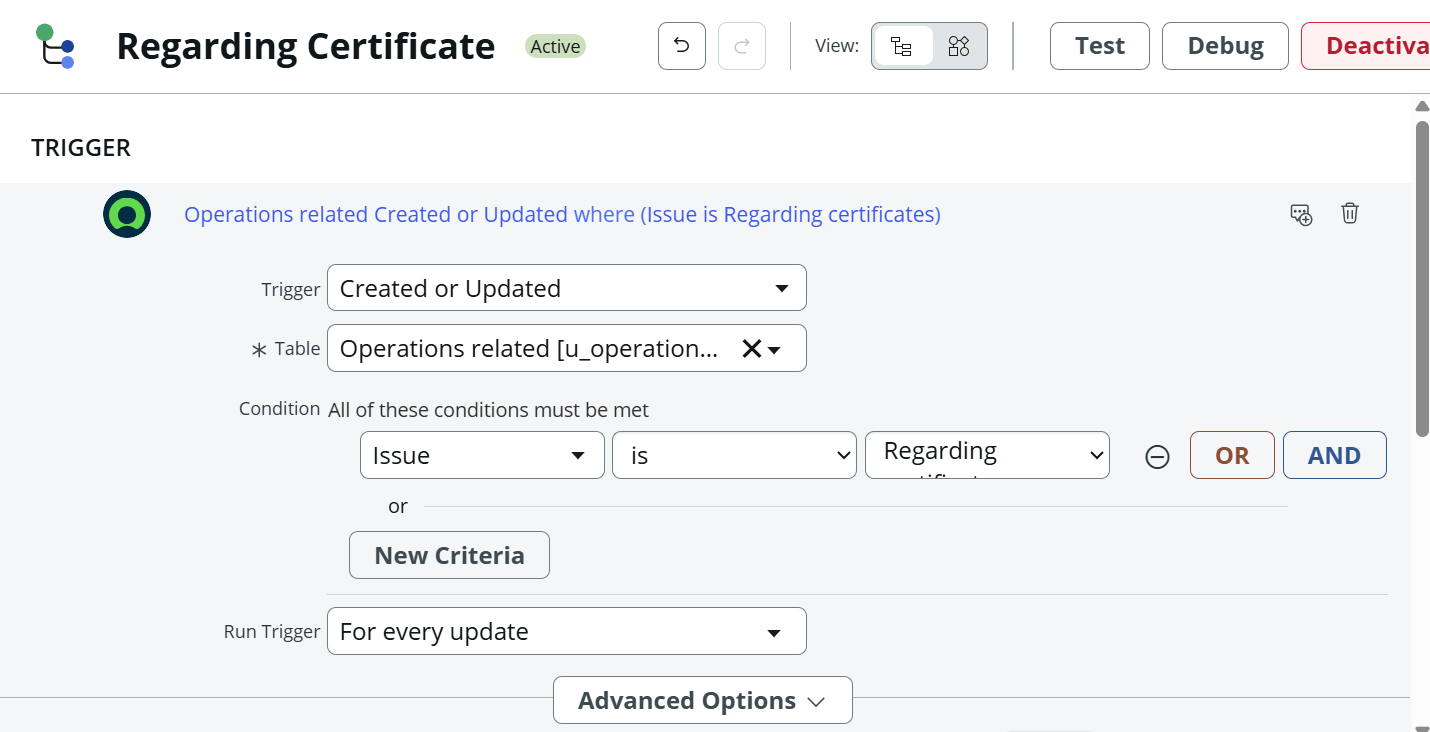 Regarding Certificate
Active
View:
Test
Debug
Deactiva
TRIGGER
Operations related Created or Updated where (Issue is Regarding certificates)
Trigger
Created or Updated
* Table
Operations related [u_operation...
Condition
All of these conditions must be met
Issue
is
Regarding
OR
AND
or
New Criteria
Run Trigger
For every update
Advanced Options